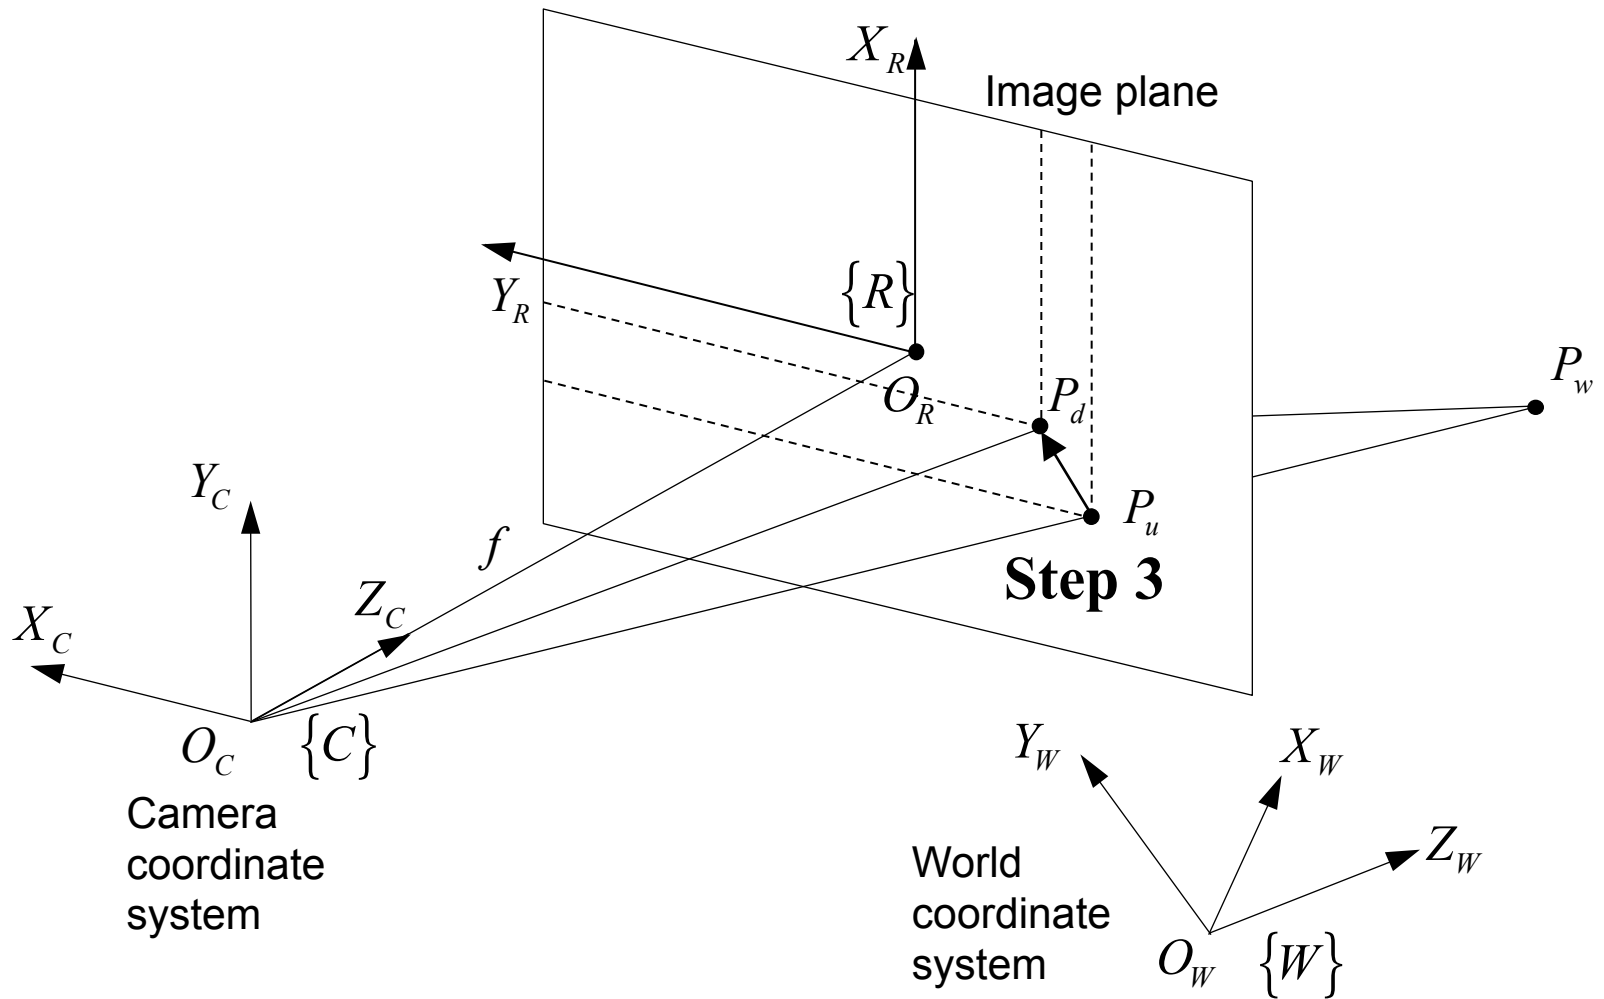 X_R
Image plane
{R}
Y_R
O_R
P_d
P_w
Y_C
P_u
f
Step 3
Z_C
X_C
O_C {C}
Camera
coordinate
system
Y_W
X_W
Z_W
World
coordinate
system
O_W {W}